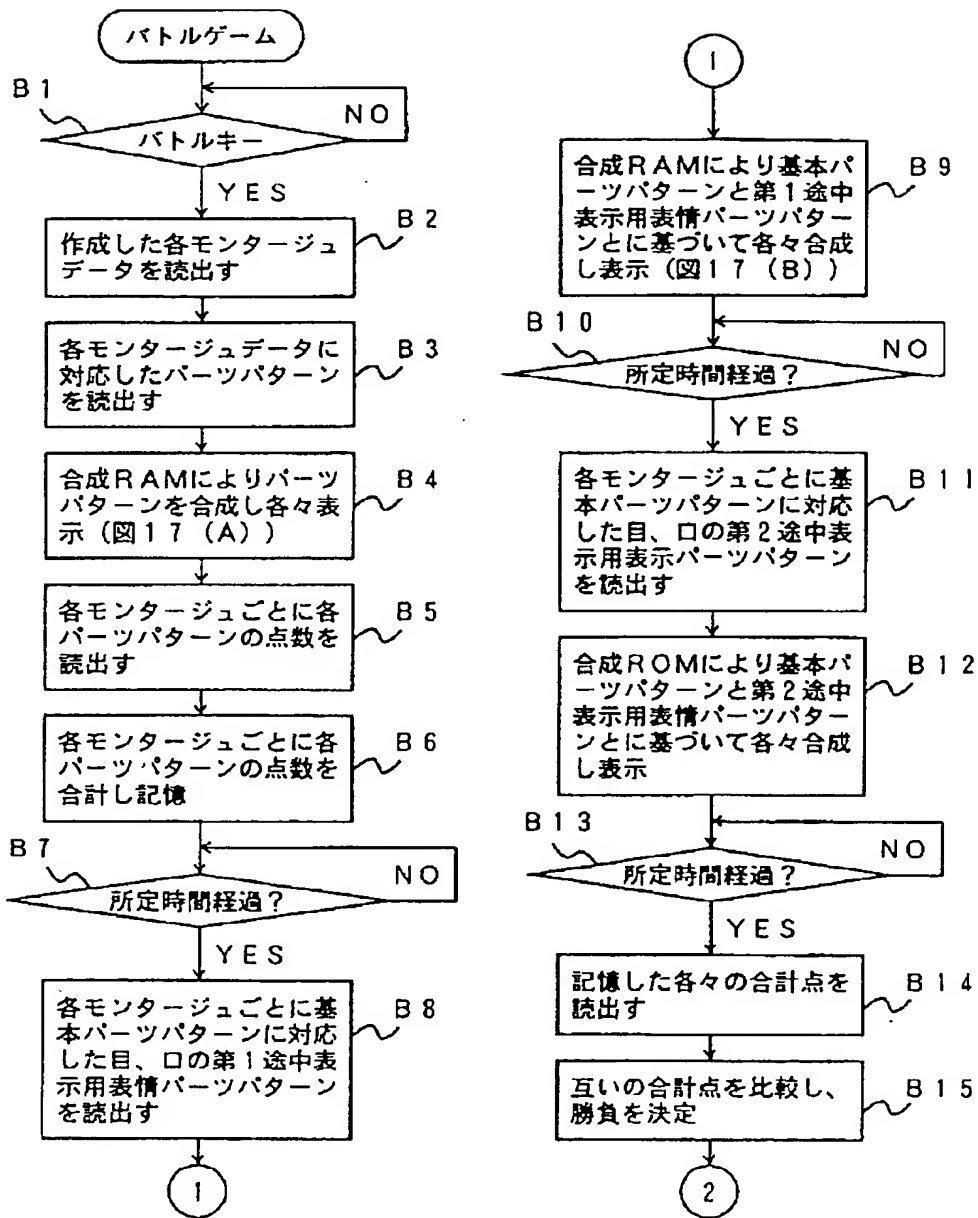 バトルゲーム
B1
NO
バトルキー
YES
B2
作成した各モンタージュ
データを読出す
B3
各モンタージュデータに
対応したパーツパターン
を読出す
B4
合成RAMによりパーツ
パターンを合成し各々表
示（図17（A））
B5
各モンタージュごとに各
パーツパターンの点数を
読出す
B6
各モンタージュごとに各
パーツパターンの点数を
合計し記憶
B7
NO
所定時間経過？
YES
B8
各モンタージュごとに基
本パーツパターンに対応
した目、口の第1途中表
示用表情パーツパターン
を読出す
1
1
B9
合成RAMにより基本パ
ーツパターンと第1途中
表示用表情パーツパター
ンとに基づいて各々合成
し表示（図17（B））
B10
NO
所定時間経過？
YES
B11
各モンタージュごとに基
本パーツパターンに対応
した目、口の第2途中表
示用表示パーツパターン
を読出す
B12
合成ROMにより基本パ
ーツパターンと第2途中
表示用表情パーツパター
ンとに基づいて各々合成
し表示
B13
NO
所定時間経過？
YES
B14
記憶した各々の合計点を
読出す
B15
互いの合計点を比較し、
勝負を決定
2